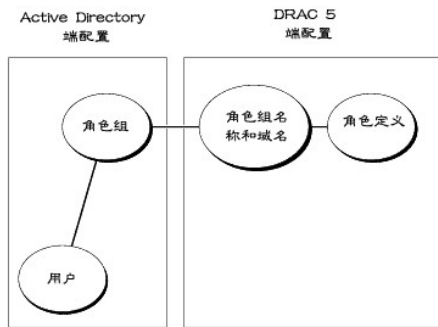 Active Directory
端配置
DRAC 5
端配置
角色组
角色组名
称和域名
角色定义
用户